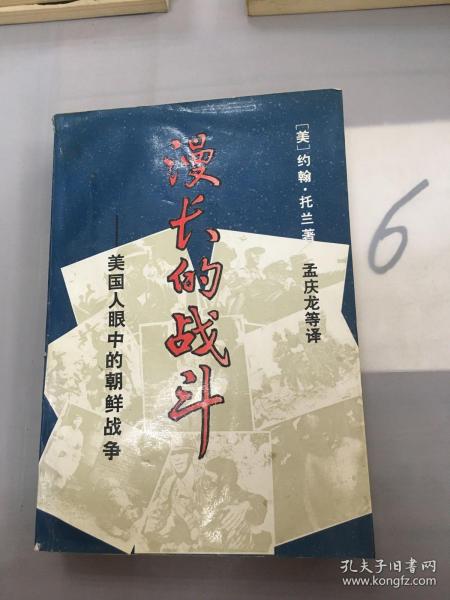 漫长的战斗
——美国人眼中的朝鲜战争
[美]约翰·托兰著
孟庆龙等译
6
孔夫子旧书网
www.kongfz.com